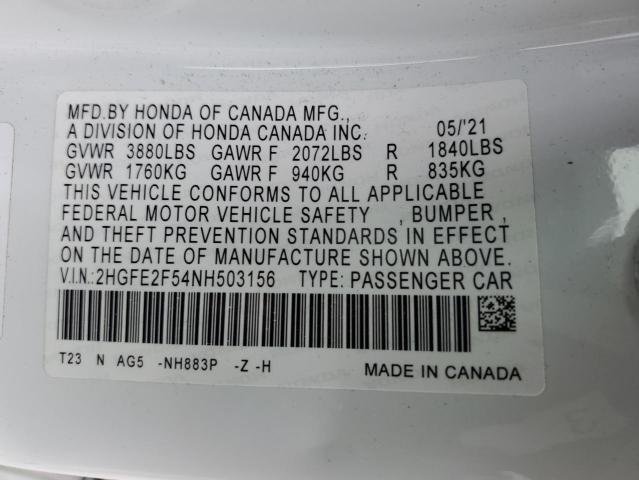 MFD.BY HONDA OF CANADA MFG.,
A DIVISION OF HONDA CANADA INC. 05/'21
GVWR 3880LBS GAWR F 2072LBS R 1840LBS
GVWR 1760KG GAWR F 940KG R 835KG
THIS VEHICLE CONFORMS TO ALL APPLICABLE
FEDERAL MOTOR VEHICLE SAFETY , BUMPER ,
AND THEFT PREVENTION STANDARDS IN EFFECT
ON THE DATE OF MANUFACTURE SHOWN ABOVE.
V.I.N.:2HGFE2F54NH503156 TYPE: PASSENGER CAR
T23 N AG5 -NH883P -Z -H MADE IN CANADA